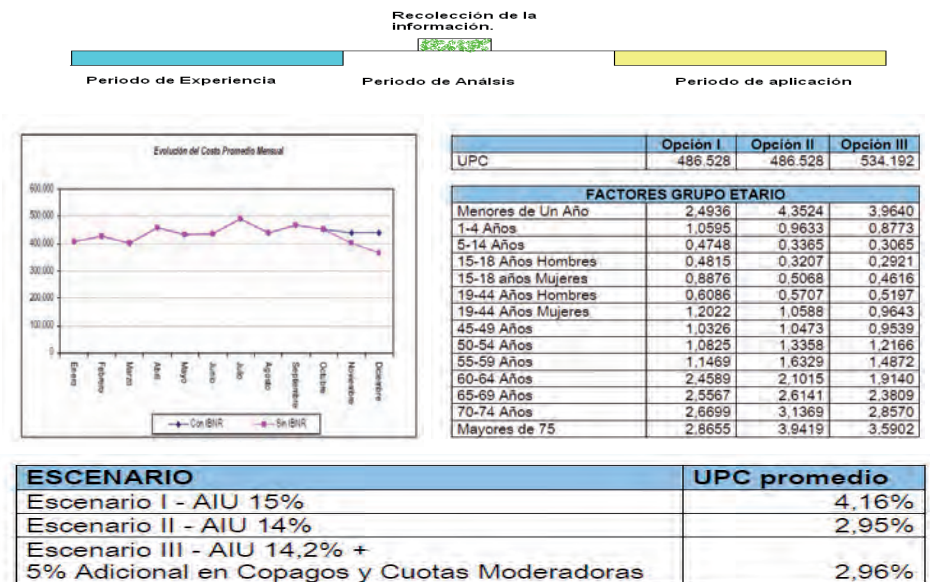 Recolección de la
información.
Periodo de Experiencia
Periodo de Análsis
Periodo de aplicación
Evolución del Costo Promedio Mensual
600.000
500.000
400.000
300.000
200.000
100.000
0
Enero
Febrero
Marzo
Abril
Mayo
Junio
Julio
Agosto
Septiembre
Octubre
Noviembre
Diciembre
Con IBNR
Sin IBNR
Opción I Opción II Opción III
UPC 486.528 486.528 534.192
FACTORES GRUPO ETARIO
Menores de Un Año 2,4936 4,3524 3,9640
1-4 Años 1,0595 0,9633 0,8773
5-14 Años 0,4748 0,3365 0,3065
15-18 Años Hombres 0,4815 0,3207 0,2921
15-18 años Mujeres 0,8876 0,5068 0,4616
19-44 Años Hombres 0,6086 0,5707 0,5197
19-44 Años Mujeres 1,2022 1,0588 0,9643
45-49 Años 1,0326 1,0473 0,9539
50-54 Años 1,0825 1,3358 1,2166
55-59 Años 1,1469 1,6329 1,4872
60-64 Años 2,4589 2,1015 1,9140
65-69 Años 2,5567 2,6141 2,3809
70-74 Años 2,6699 3,1369 2,8570
Mayores de 75 2,8655 3,9419 3,5902
ESCENARIO UPC promedio
Escenario I - AIU 15% 4,16%
Escenario II - AIU 14% 2,95%
Escenario III - AIU 14,2% +
5% Adicional en Copagos y Cuotas Moderadoras 2,96%